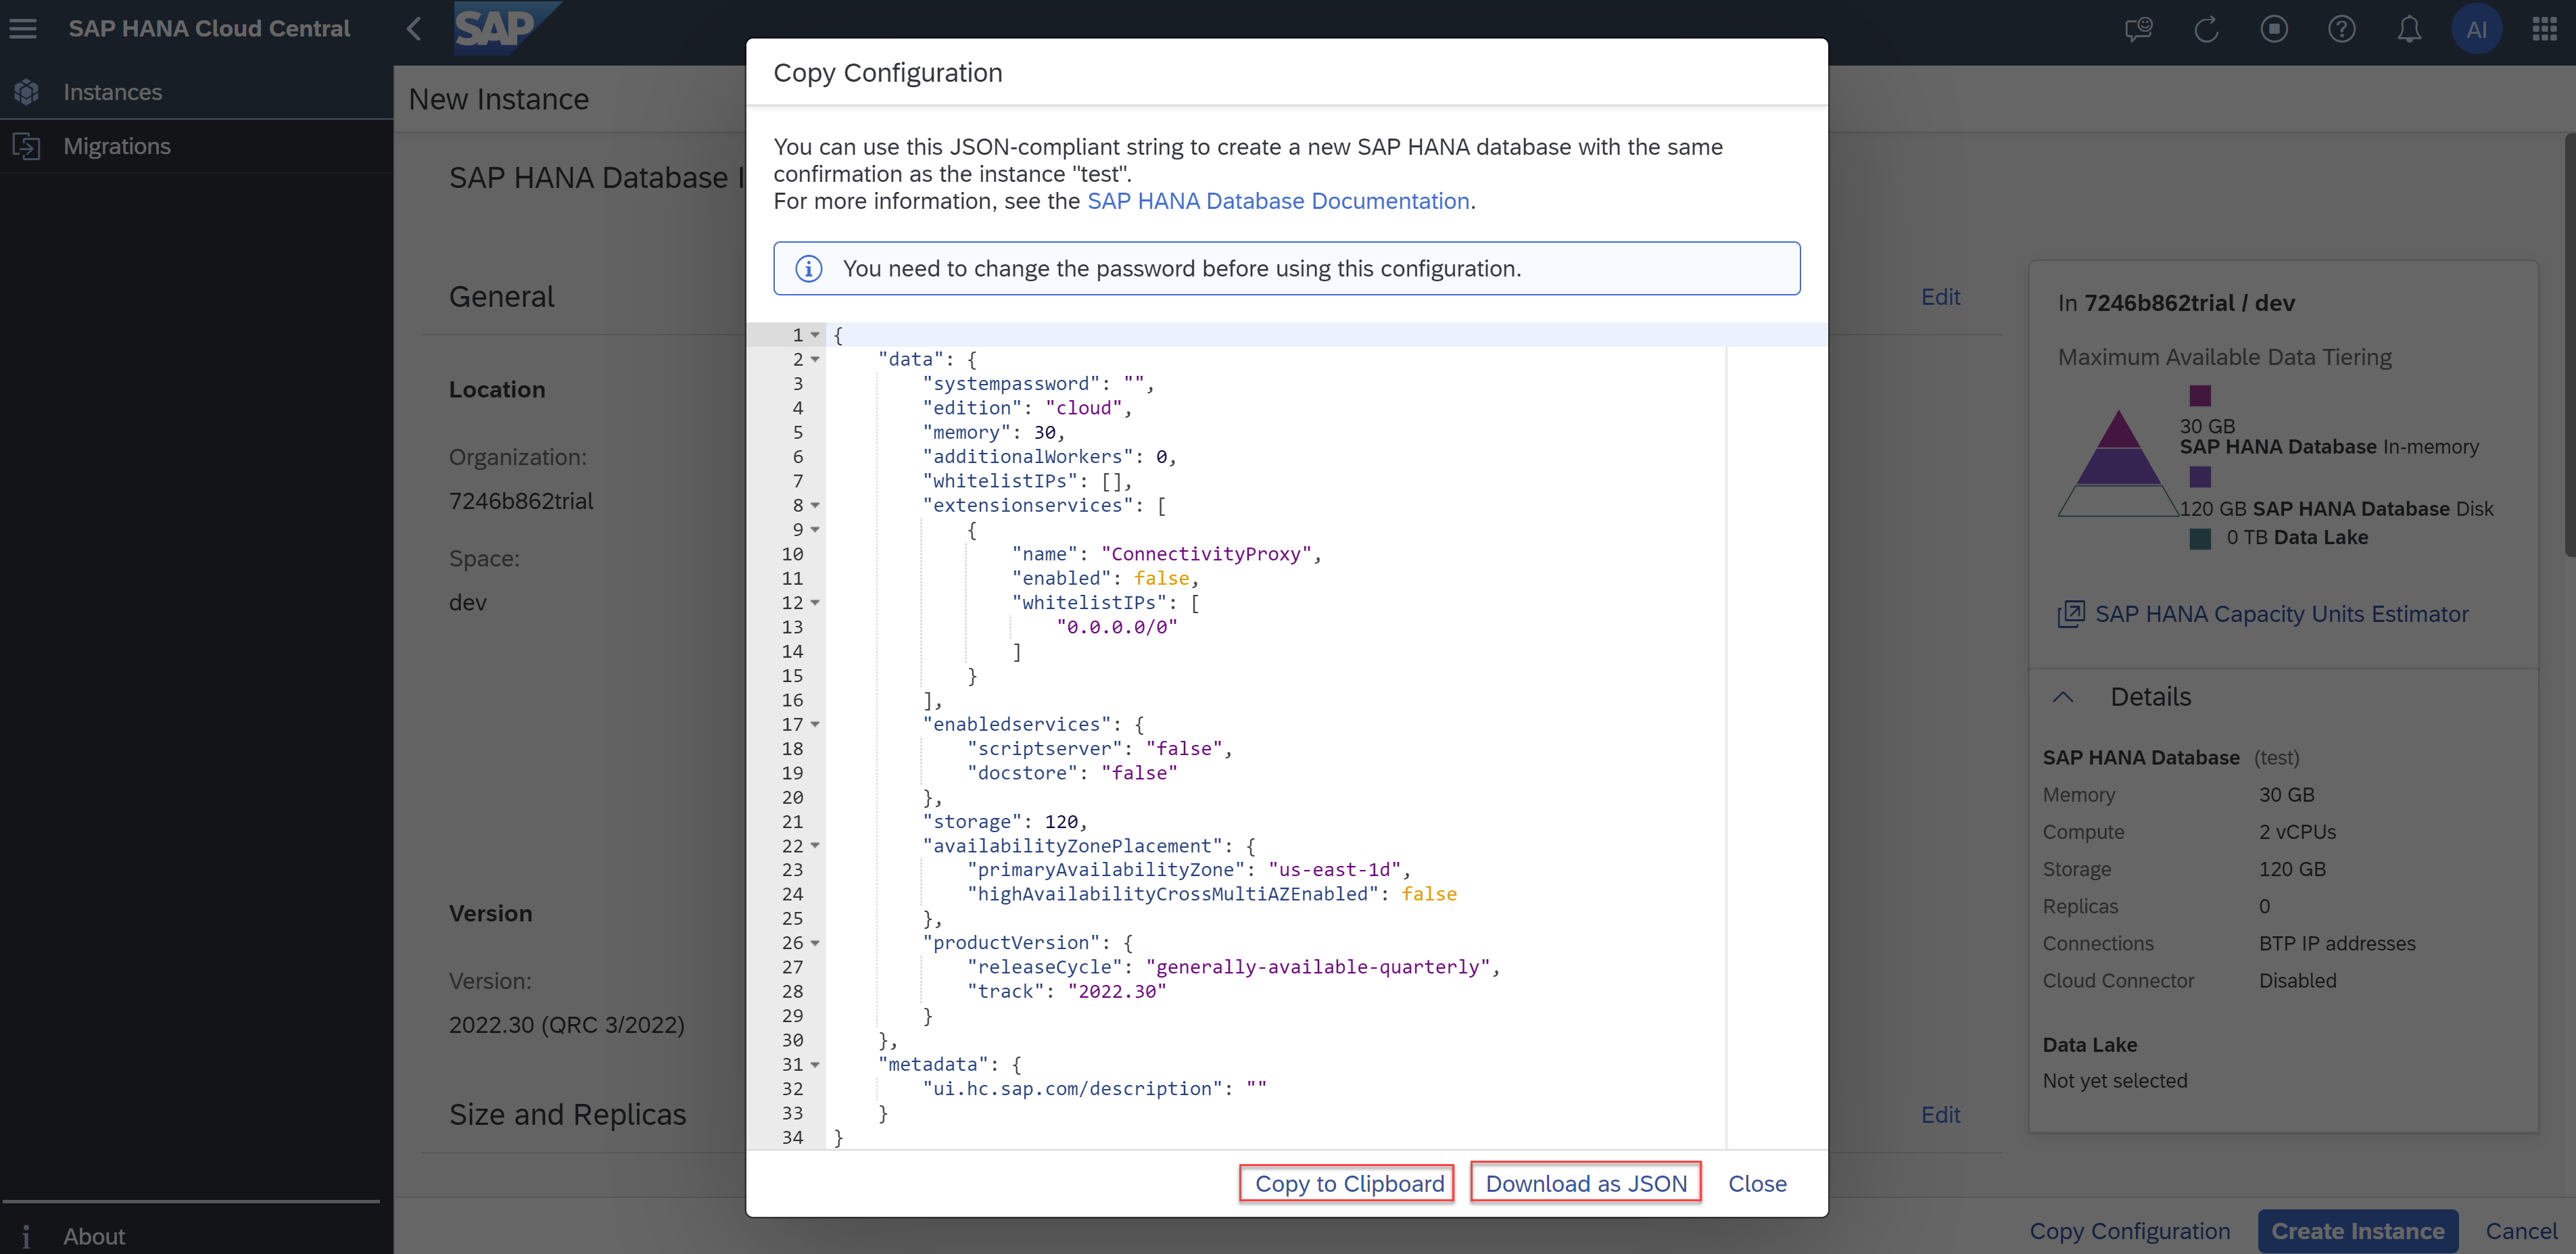 SAP HANA Cloud Central
SAP
AI
Instances
Migrations
About
New Instance
SAP HANA Database I
General
Edit
Location
Organization:
7246b862trial
Space:
dev
Version
Version:
2022.30 (QRC 3/2022)
Size and Replicas
Edit
Copy Configuration
You can use this JSON-compliant string to create a new SAP HANA database with the same
confirmation as the instance "test".
For more information, see the SAP HANA Database Documentation.
You need to change the password before using this configuration.
1 {
2 "data": {
3 "systempassword": "",
4 "edition": "cloud",
5 "memory": 30,
6 "additionalWorkers": 0,
7 "whitelistIPs": [],
8 "extensionservices": [
9 {
10 "name": "ConnectivityProxy",
11 "enabled": false,
12 "whitelistIPs": [
13 "0.0.0.0/0"
14 ]
15 }
16 ],
17 "enabledservices": {
18 "scriptserver": "false",
19 "docstore": "false"
20 },
21 "storage": 120,
22 "availabilityZonePlacement": {
23 "primaryAvailabilityZone": "us-east-1d",
24 "highAvailabilityCrossMultiAZEnabled": false
25 },
26 "productVersion": {
27 "releaseCycle": "generally-available-quarterly",
28 "track": "2022.30"
29 }
30 },
31 "metadata": {
32 "ui.hc.sap.com/description": ""
33 }
34 }
Copy to Clipboard Download as JSON Close
In 7246b862trial / dev
Maximum Available Data Tiering
30 GB
SAP HANA Database In-memory
120 GB SAP HANA Database Disk
0 TB Data Lake
SAP HANA Capacity Units Estimator
Details
SAP HANA Database (test)
Memory 30 GB
Compute 2 vCPUs
Storage 120 GB
Replicas 0
Connections BTP IP addresses
Cloud Connector Disabled
Data Lake
Not yet selected
Copy Configuration Create Instance Cancel